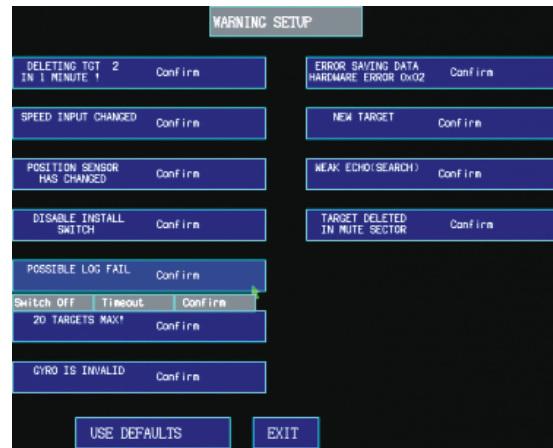 WARNING SETUP
DELETING TGT 2
IN 1 MINUTE !
Confirm
SPEED INPUT CHANGED
Confirm
POSITION SENSOR
HAS CHANGED
Confirm
DISABLE INSTALL
SWITCH
Confirm
POSSIBLE LOG FAIL
Confirm
Switch Off Timeout Confirm
20 TARGETS MAX!
Confirm
GYRO IS INVALID
Confirm
ERROR SAVING DATA
HARDWARE ERROR 0x02
Confirm
NEW TARGET
Confirm
WEAK ECHO(SEARCH)
Confirm
TARGET DELETED
IN MUTE SECTOR
Confirm
USE DEFAULTS
EXIT